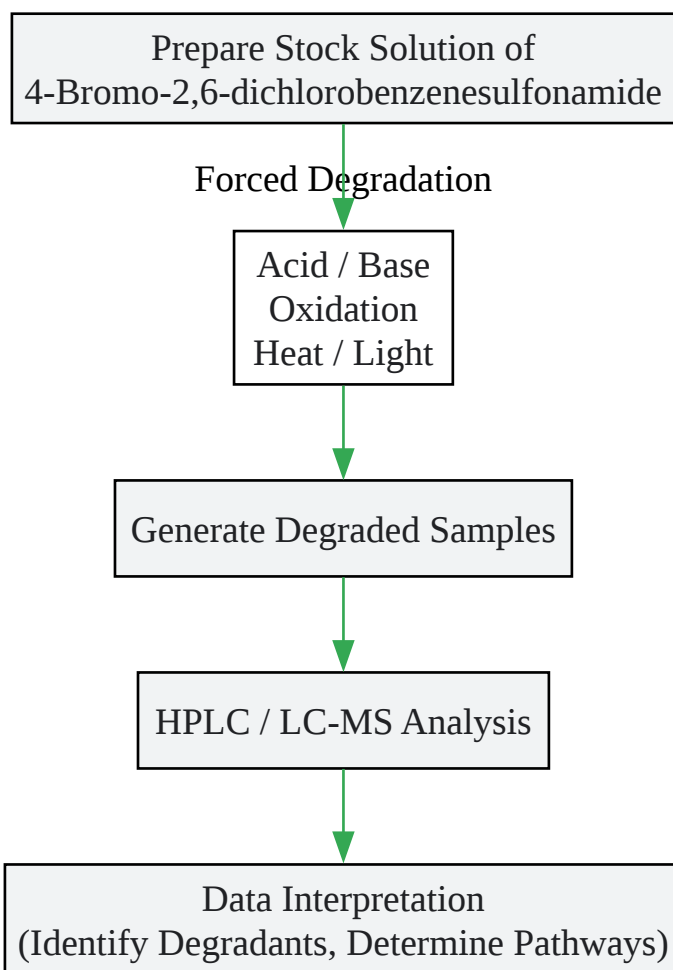 Prepare Stock Solution of
4-Bromo-2,6-dichlorobenzenesulfonamide
Forced Degradation
Acid / Base
Oxidation
Heat / Light
Generate Degraded Samples
HPLC / LC-MS Analysis
Data Interpretation
(Identify Degradants, Determine Pathways)